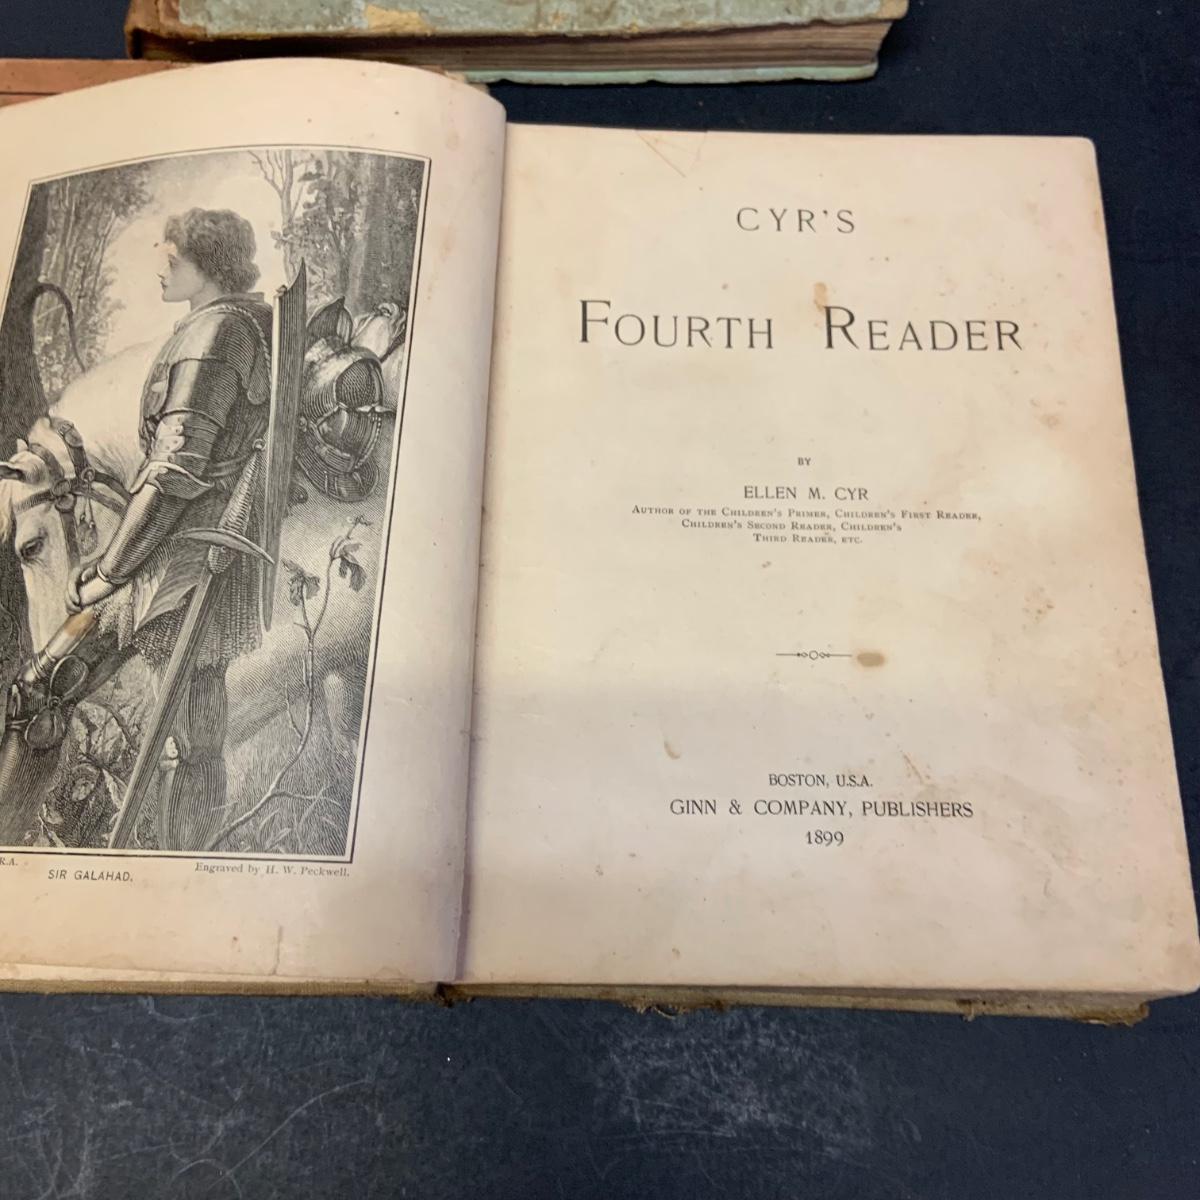 R.A.
Engraved by H. W. Peckwell.
SIR GALAHAD.
CYR'S
FOURTH READER
BY
ELLEN M. CYR
AUTHOR OF THE CHILDREN'S PRIMER, CHILDREN'S FIRST READER,
CHILDREN'S SECOND READER, CHILDREN'S
THIRD READER, ETC.
BOSTON, U.S.A.
GINN & COMPANY, PUBLISHERS
1899